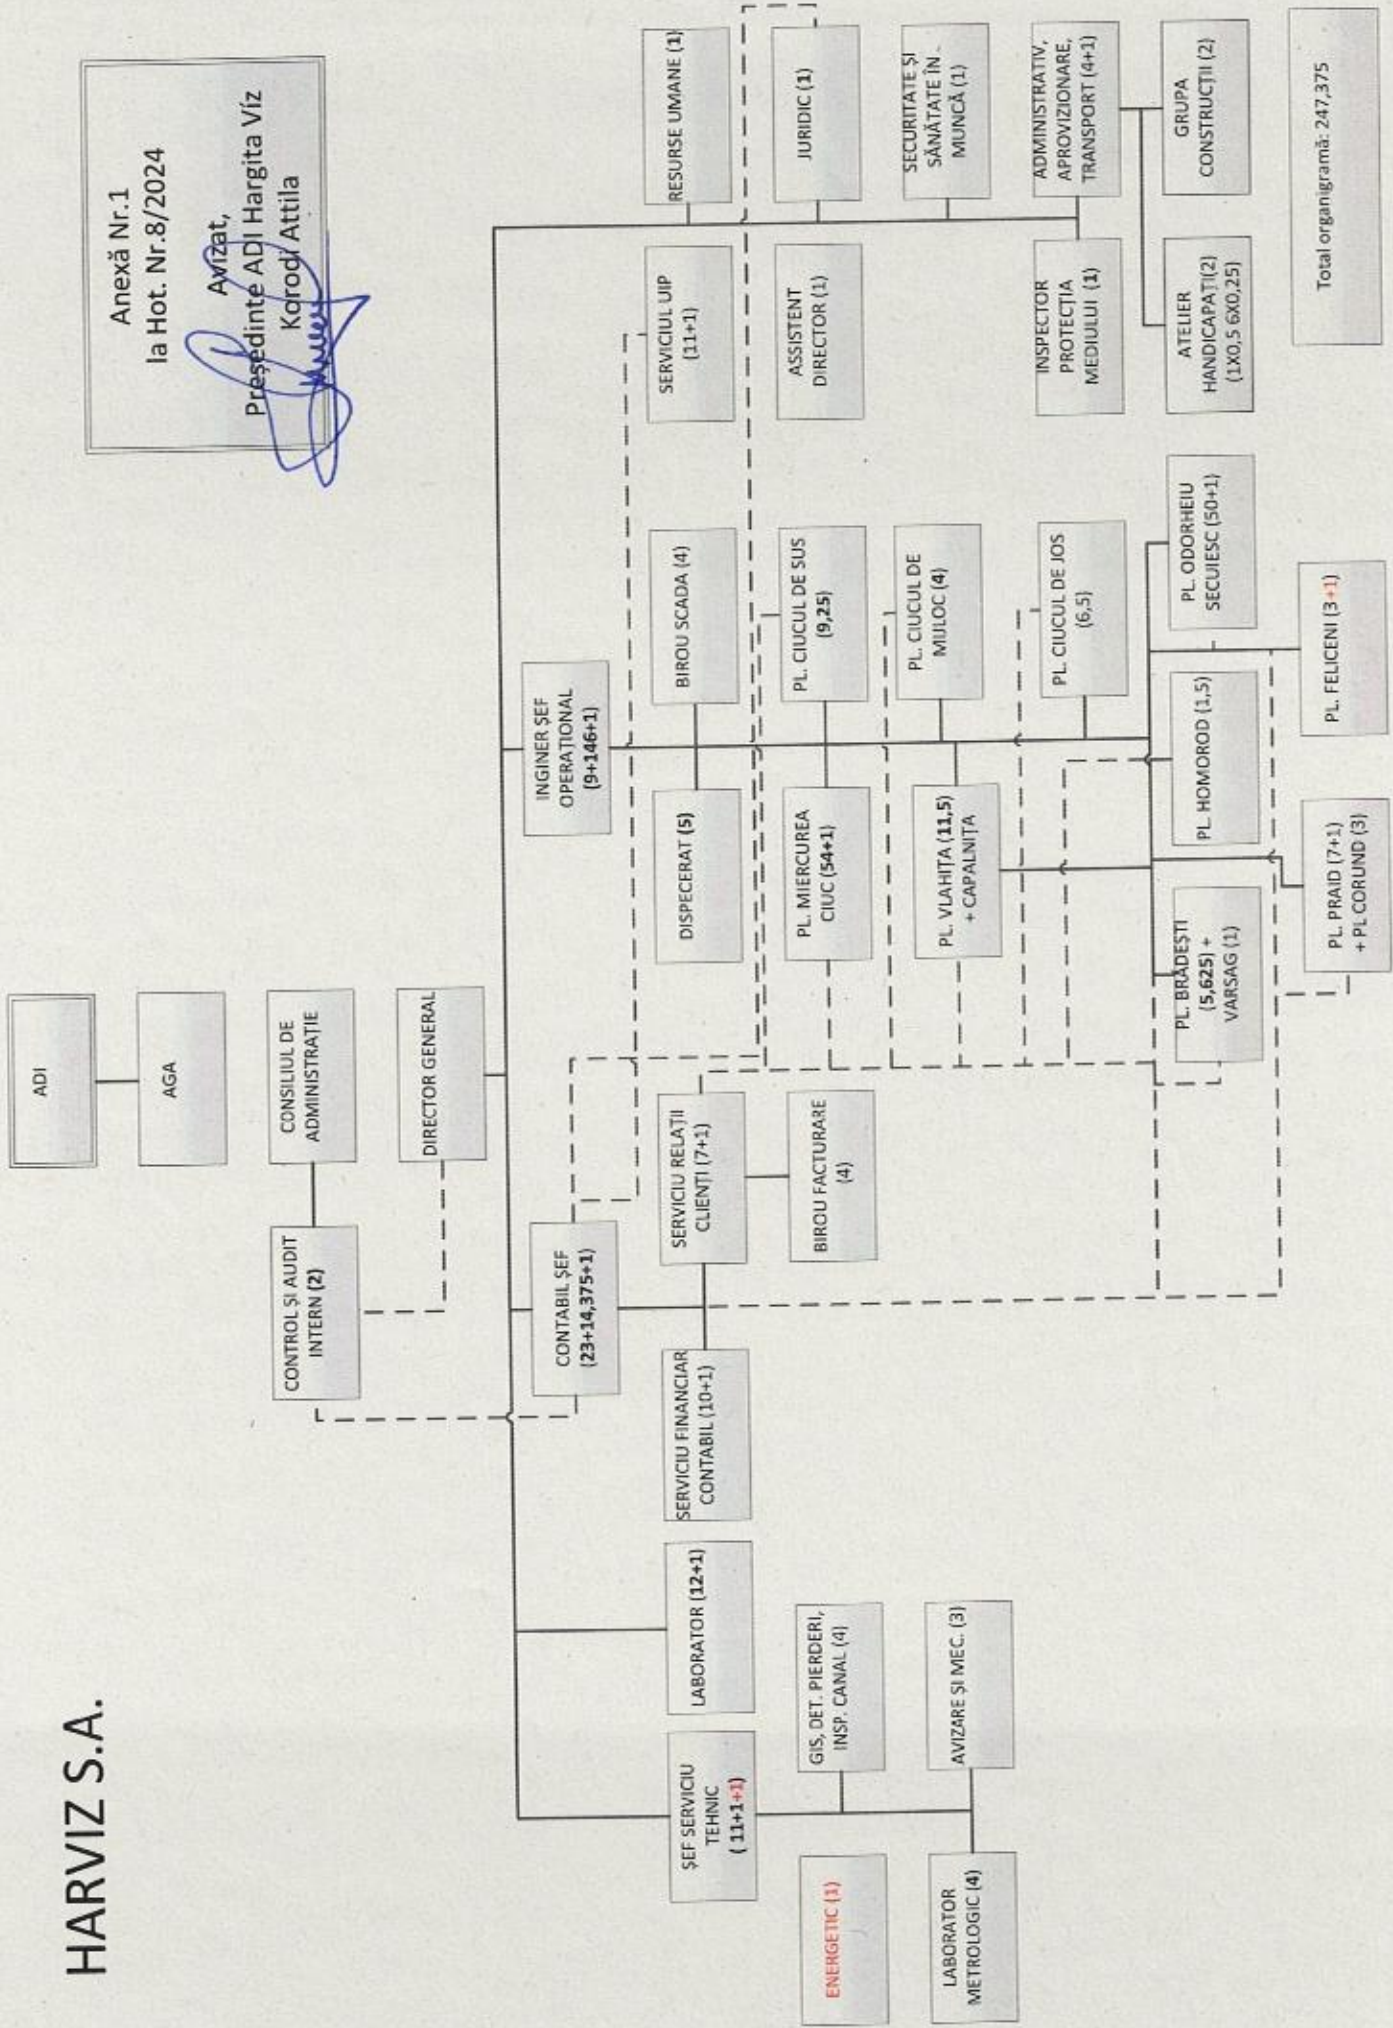 HARVIZ S.A.
Anexă Nr.1
la Hot. Nr.8/2024
Avizat,
Președinte ADI Hargita Víz
Korodi Attila
ADI
AGA
CONSILIUL DE
ADMINISTRAȚIE
CONTROL ȘI AUDIT
INTERN (2)
DIRECTOR GENERAL
CONTABIL ȘEF
(23+14,375+1)
INGINER ȘEF
OPERAȚIONAL
(9+146+1)
ȘEF SERVICIU
TEHNIC
( 11+1+1)
LABORATOR (12+1)
SERVICIU FINANCIAR
CONTABIL (10+1)
SERVICIU RELAȚII
CLIENȚI (7+1)
DISPECERAT (5)
BIROU SCADA (4)
SERVICIUL UIP
(11+1)
RESURSE UMANE (1)
ENERGETIC (1)
GIS, DET. PIERDERI,
INSP. CANAL (4)
BIROU FACTURARE
(4)
PL. MIERCUREA
CIUC (54+1)
PL. CIUCUL DE SUS
(9,25)
ASSISTENT
DIRECTOR (1)
JURIDIC (1)
LABORATOR
METROLOGIC (4)
AVIZARE ȘI MEC. (3)
PL. VLAHIȚA (11,5)
+ CAPALNIȚA
PL. CIUCUL DE
MIJLOC (4)
SECURITATE ȘI
SĂNĂTATE ÎN
MUNCĂ (1)
PL. CIUCUL DE JOS
(6,5)
INSPECTOR
PROTECȚIA
MEDIULUI (1)
ADMINISTRATIV,
APROVIZIONARE,
TRANSPORT (4+1)
PL. BRĂDEȘTI
(5,625) +
VARSAG (1)
PL. HOMOROD (1,5)
PL. ODORHEIU
SECUIESC (50+1)
ATELIER
HANDICAPAȚI(2)
(1X0,5 6X0,25)
GRUPA
CONSTRUCȚII (2)
PL. PRAID (7+1)
+ PL CORUND (3)
PL. FELICENI (3+1)
Total organigramă: 247,375